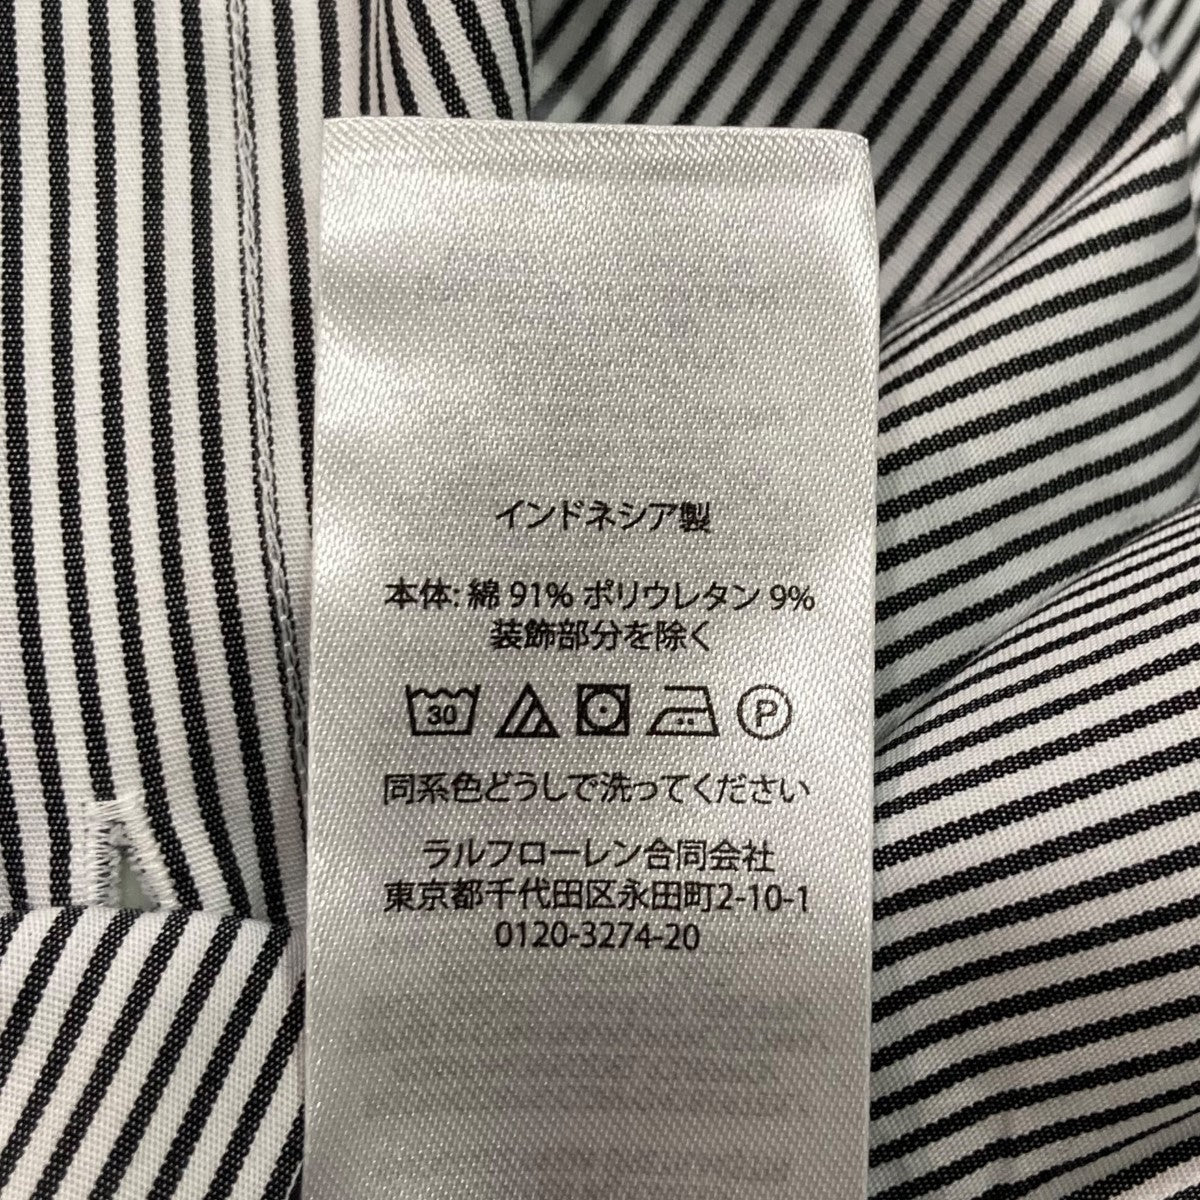 インドネシア製
本体: 綿 91% ポリウレタン 9%
装飾部分を除く
30 P
同系色どうしで洗ってください
ラルフローレン合同会社
東京都千代田区永田町2-10-1
0120-3274-20